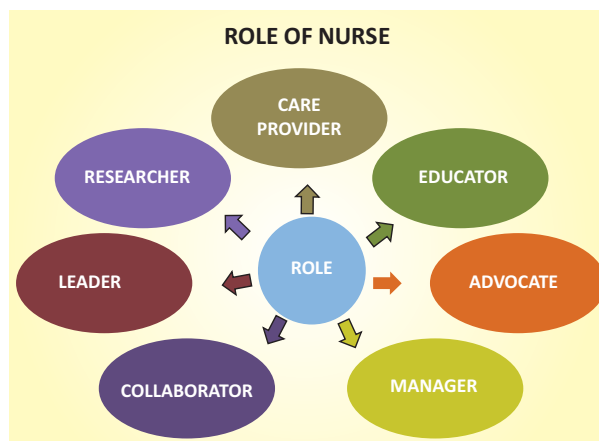 ROLE OF NURSE
CARE
PROVIDER
RESEARCHER
EDUCATOR
ROLE
LEADER
ADVOCATE
COLLABORATOR
MANAGER